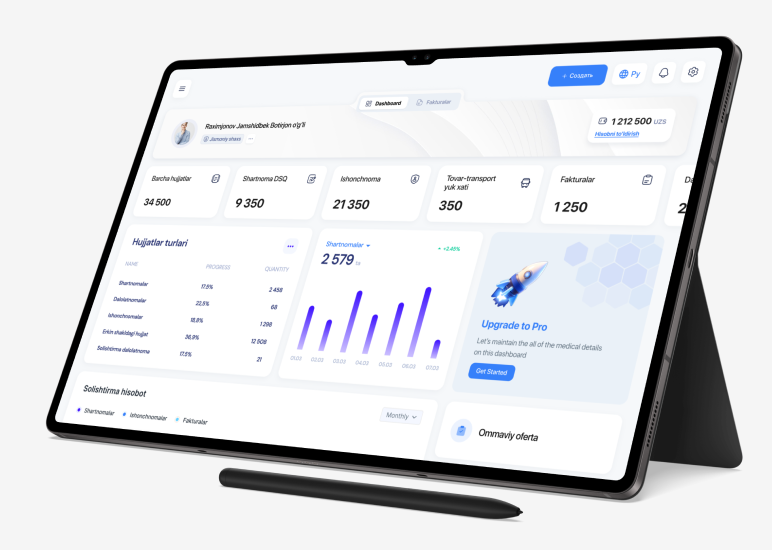 + Создать
Ру
Dashboard
Fakturalar
Raximjonov Jamshidbek Botirjon o'g'li
Jismoniy shaxs
1 212 500 UZS
Hisobni to'ldirish
Barcha hujjatlar
34 500
Shartnoma DSQ
9 350
Ishonchnoma
21 350
Tovar-transport
yuk xati
350
Fakturalar
1 250
Da
2
Hujjatlar turlari
NAME PROGRESS QUANTITY
Shartnomalar 17,5% 2 458
Dalolatnomalar 22,5% 68
Ishonchnomalar 18,8% 1 298
Erkin shakldagi hujjat 36,9% 12 508
Solishtirma dalolatnoma 17,5% 21
Shartnomalar
+2.45%
2 579 ta
01.03 02.03 03.03 04.03 05.03 06.03 07.03
Upgrade to Pro
Let's maintain the all of the medical details
on this dashboard
Get Started
Solishtirma hisobot
Monthly
Shartnomalar
Ishonchnomalar
Fakturalar
Ommaviy oferta